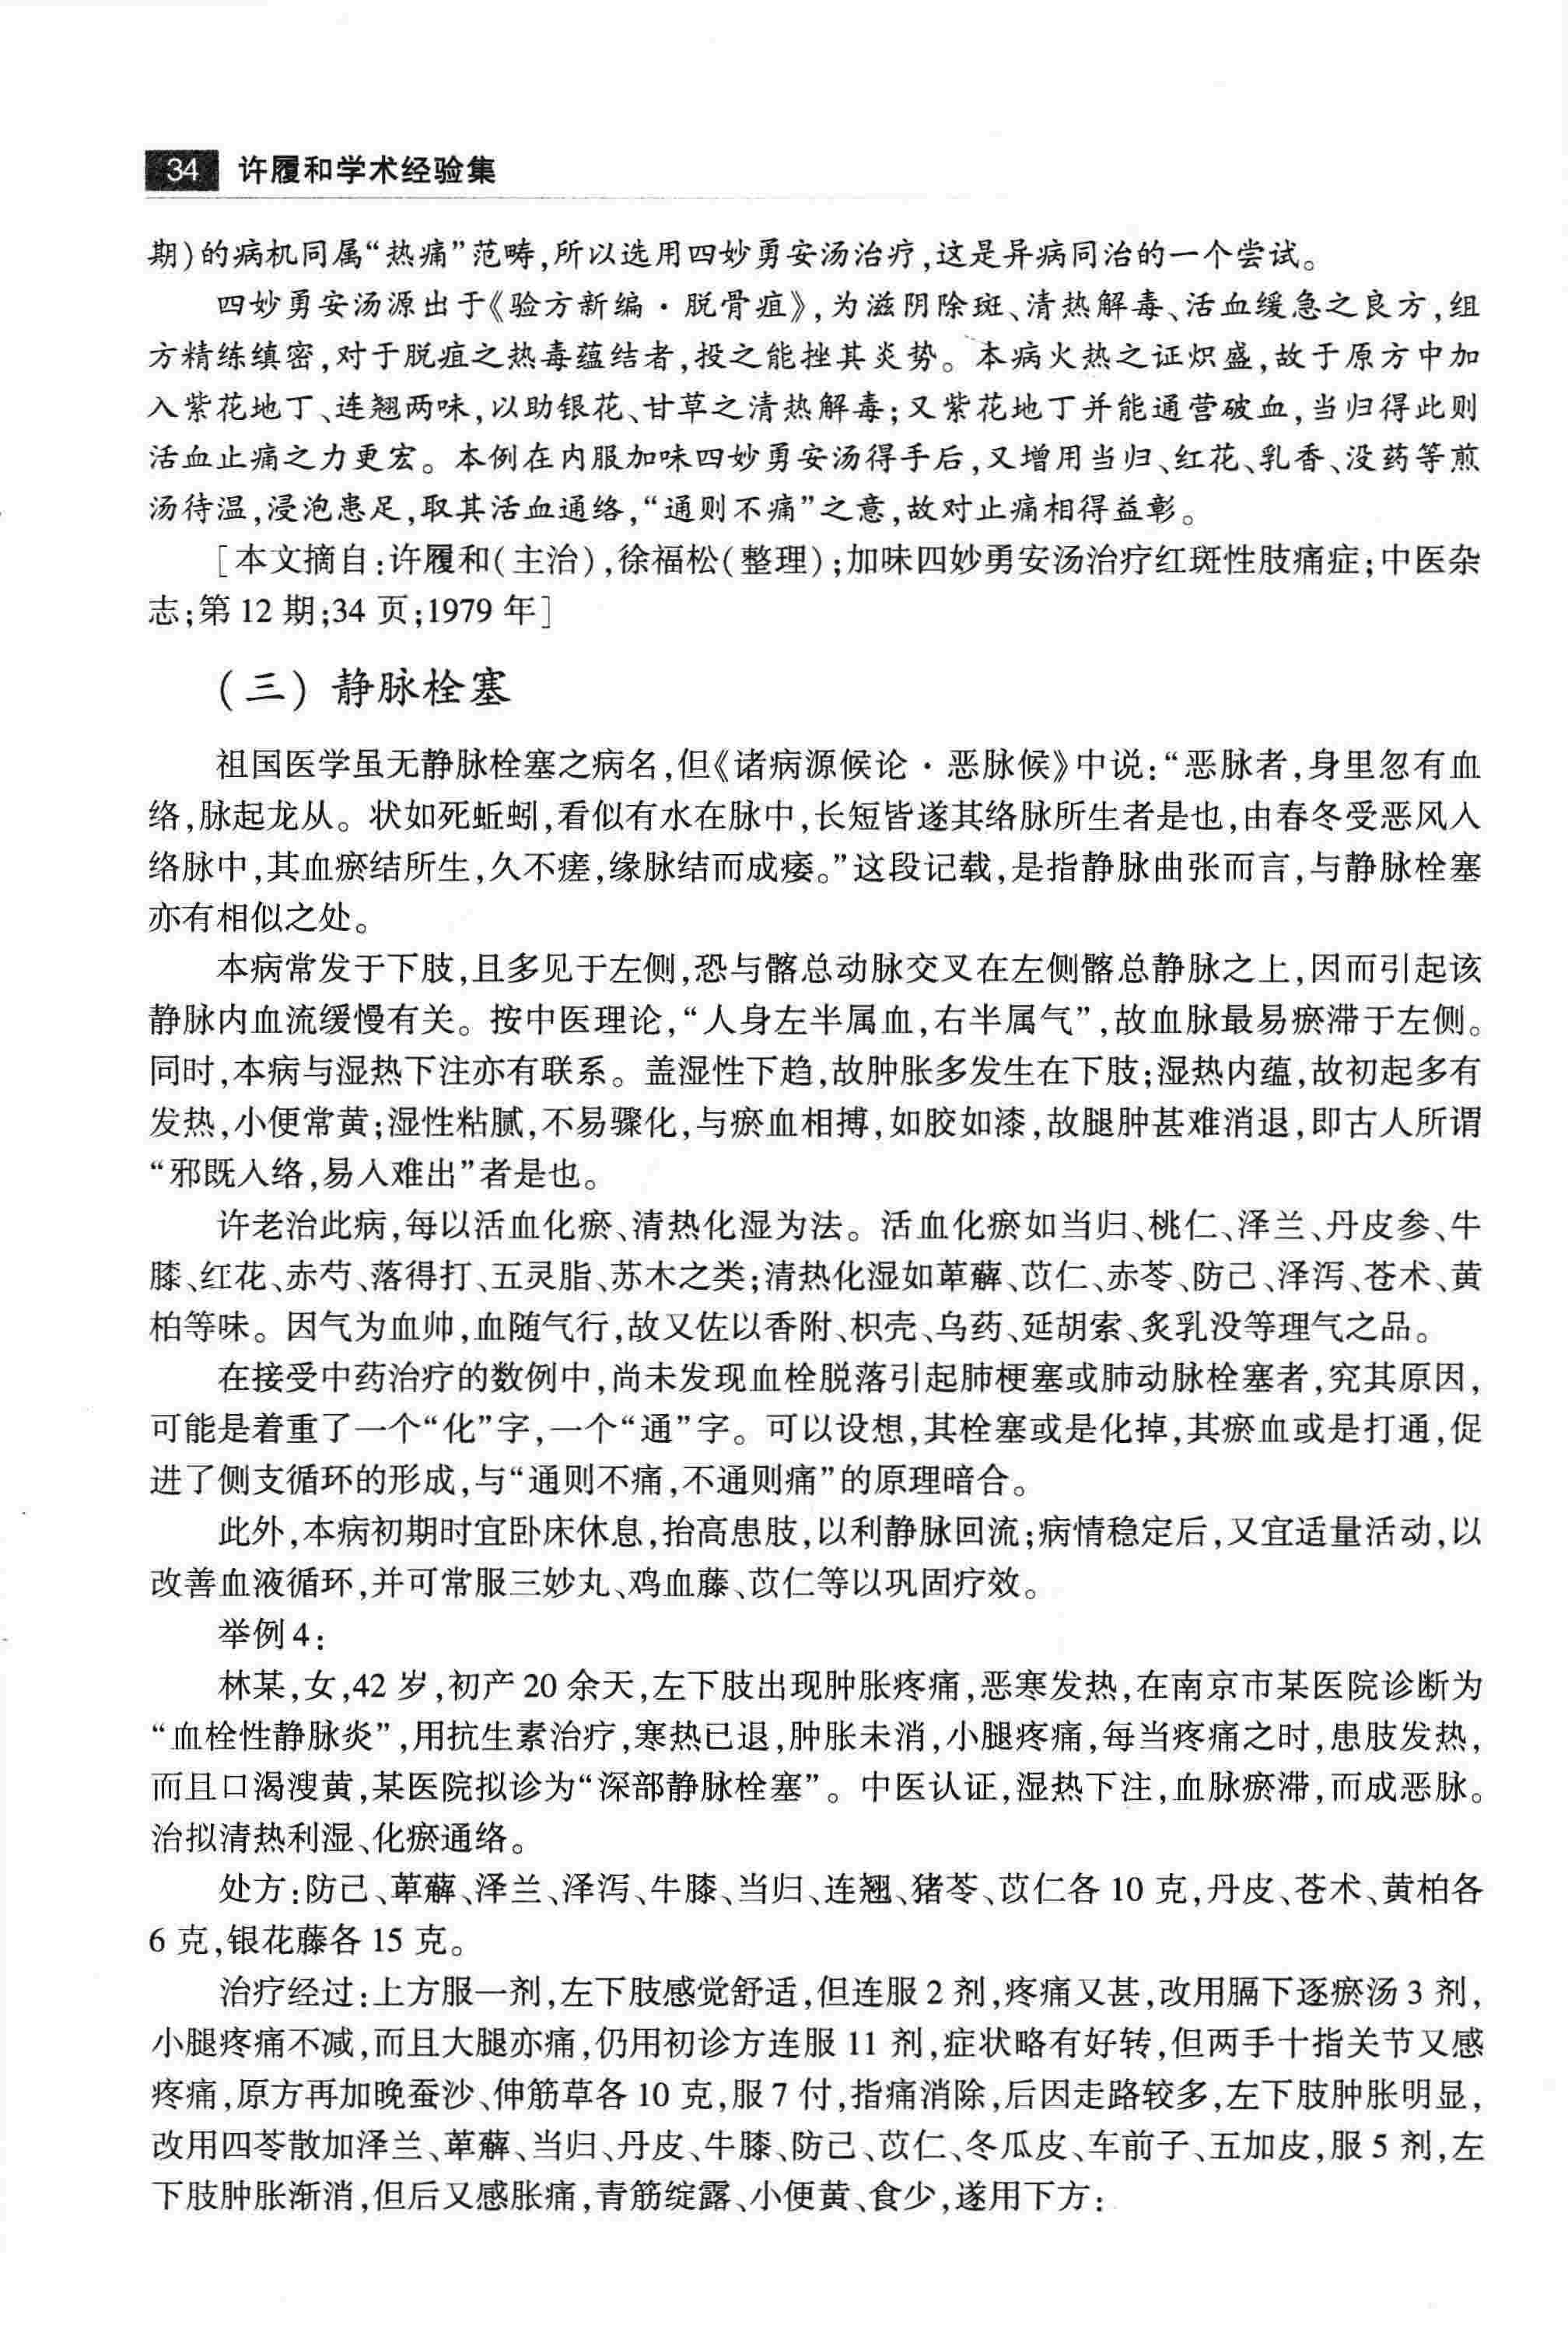 34 许履和学术经验集
期)的病机同属“热痛”范畴,所以选用四妙勇安汤治疗,这是异病同治的一个尝试。
四妙勇安汤源出于《验方新编·脱骨疽》,为滋阴除斑、清热解毒、活血缓急之良方,组
方精练缜密,对于脱疽之热毒蕴结者,投之能挫其炎势。本病火热之证炽盛,故于原方中加
入紫花地丁、连翘两味,以助银花、甘草之清热解毒;又紫花地丁并能通营破血,当归得此则
活血止痛之力更宏。本例在内服加味四妙勇安汤得手后,又增用当归、红花、乳香、没药等煎
汤待温,浸泡患足,取其活血通络,“通则不痛”之意,故对止痛相得益彰。
[本文摘自:许履和(主治),徐福松(整理);加味四妙勇安汤治疗红斑性肢痛症;中医杂
志;第12期;34页;1979年]
(三) 静脉栓塞
祖国医学虽无静脉栓塞之病名,但《诸病源候论·恶脉候》中说:“恶脉者,身里忽有血
络,脉起龙从。状如死蚯蚓,看似有水在脉中,长短皆遂其络脉所生者是也,由春冬受恶风入
络脉中,其血瘀结所生,久不瘥,缘脉结而成痿。”这段记载,是指静脉曲张而言,与静脉栓塞
亦有相似之处。
本病常发于下肢,且多见于左侧,恐与髂总动脉交叉在左侧髂总静脉之上,因而引起该
静脉内血流缓慢有关。按中医理论,“人身左半属血,右半属气”,故血脉最易瘀滞于左侧。
同时,本病与湿热下注亦有联系。盖湿性下趋,故肿胀多发生在下肢;湿热内蕴,故初起多有
发热,小便常黄;湿性粘腻,不易骤化,与瘀血相搏,如胶如漆,故腿肿甚难消退,即古人所谓
“邪既入络,易入难出”者是也。
许老治此病,每以活血化瘀、清热化湿为法。活血化瘀如当归、桃仁、泽兰、丹皮参、牛
膝、红花、赤芍、落得打、五灵脂、苏木之类;清热化湿如萆薢、苡仁、赤苓、防己、泽泻、苍术、黄
柏等味。因气为血帅,血随气行,故又佐以香附、枳壳、乌药、延胡索、炙乳没等理气之品。
在接受中药治疗的数例中,尚未发现血栓脱落引起肺梗塞或肺动脉栓塞者,究其原因,
可能是着重了一个“化”字,一个“通”字。可以设想,其栓塞或是化掉,其瘀血或是打通,促
进了侧支循环的形成,与“通则不痛,不通则痛”的原理暗合。
此外,本病初期时宜卧床休息,抬高患肢,以利静脉回流;病情稳定后,又宜适量活动,以
改善血液循环,并可常服三妙丸、鸡血藤、苡仁等以巩固疗效。
举例4:
林某,女,42岁,初产20余天,左下肢出现肿胀疼痛,恶寒发热,在南京市某医院诊断为
“血栓性静脉炎”,用抗生素治疗,寒热已退,肿胀未消,小腿疼痛,每当疼痛之时,患肢发热,
而且口渴溲黄,某医院拟诊为“深部静脉栓塞”。中医认证,湿热下注,血脉瘀滞,而成恶脉。
治拟清热利湿、化瘀通络。
处方:防己、萆薢、泽兰、泽泻、牛膝、当归、连翘、猪苓、苡仁各10克,丹皮、苍术、黄柏各
6克,银花藤各15克。
治疗经过:上方服一剂,左下肢感觉舒适,但连服2剂,疼痛又甚,改用膈下逐瘀汤3剂,
小腿疼痛不减,而且大腿亦痛,仍用初诊方连服11剂,症状略有好转,但两手十指关节又感
疼痛,原方再加晚蚕沙、伸筋草各10克,服7付,指痛消除,后因走路较多,左下肢肿胀明显,
改用四苓散加泽兰、萆薢、当归、丹皮、牛膝、防己、苡仁、冬瓜皮、车前子、五加皮,服5剂,左
下肢肿胀渐消,但后又感胀痛,青筋绽露、小便黄、食少,遂用下方: